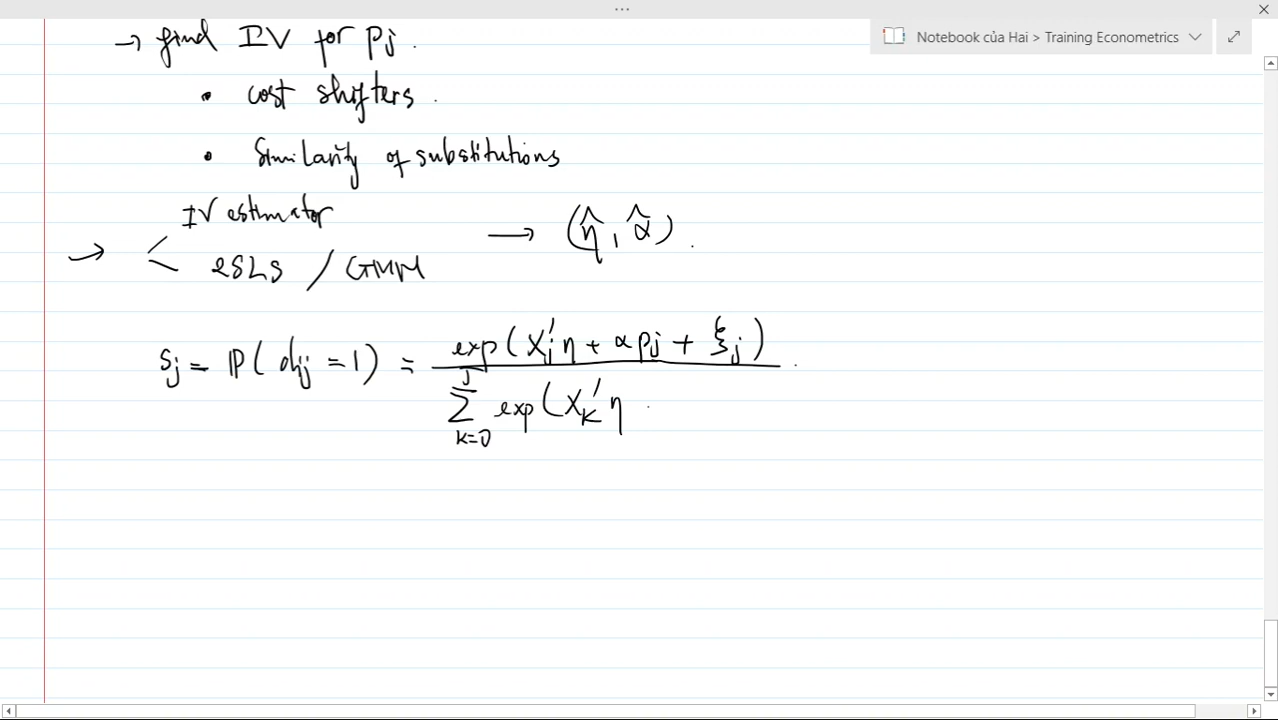 ...
→ find IV for Pj.
Notebook của Hai > Training Econometrics
• cost shifters.
• Similarity of substitutions
IV estimator
→ < 2SLS / GMM → (η̂, α̂).
Sj = ℙ(dij = 1) = exp(Xj'η + αpj + ξj) / Σ_{k=0}^{J} exp(Xk'η